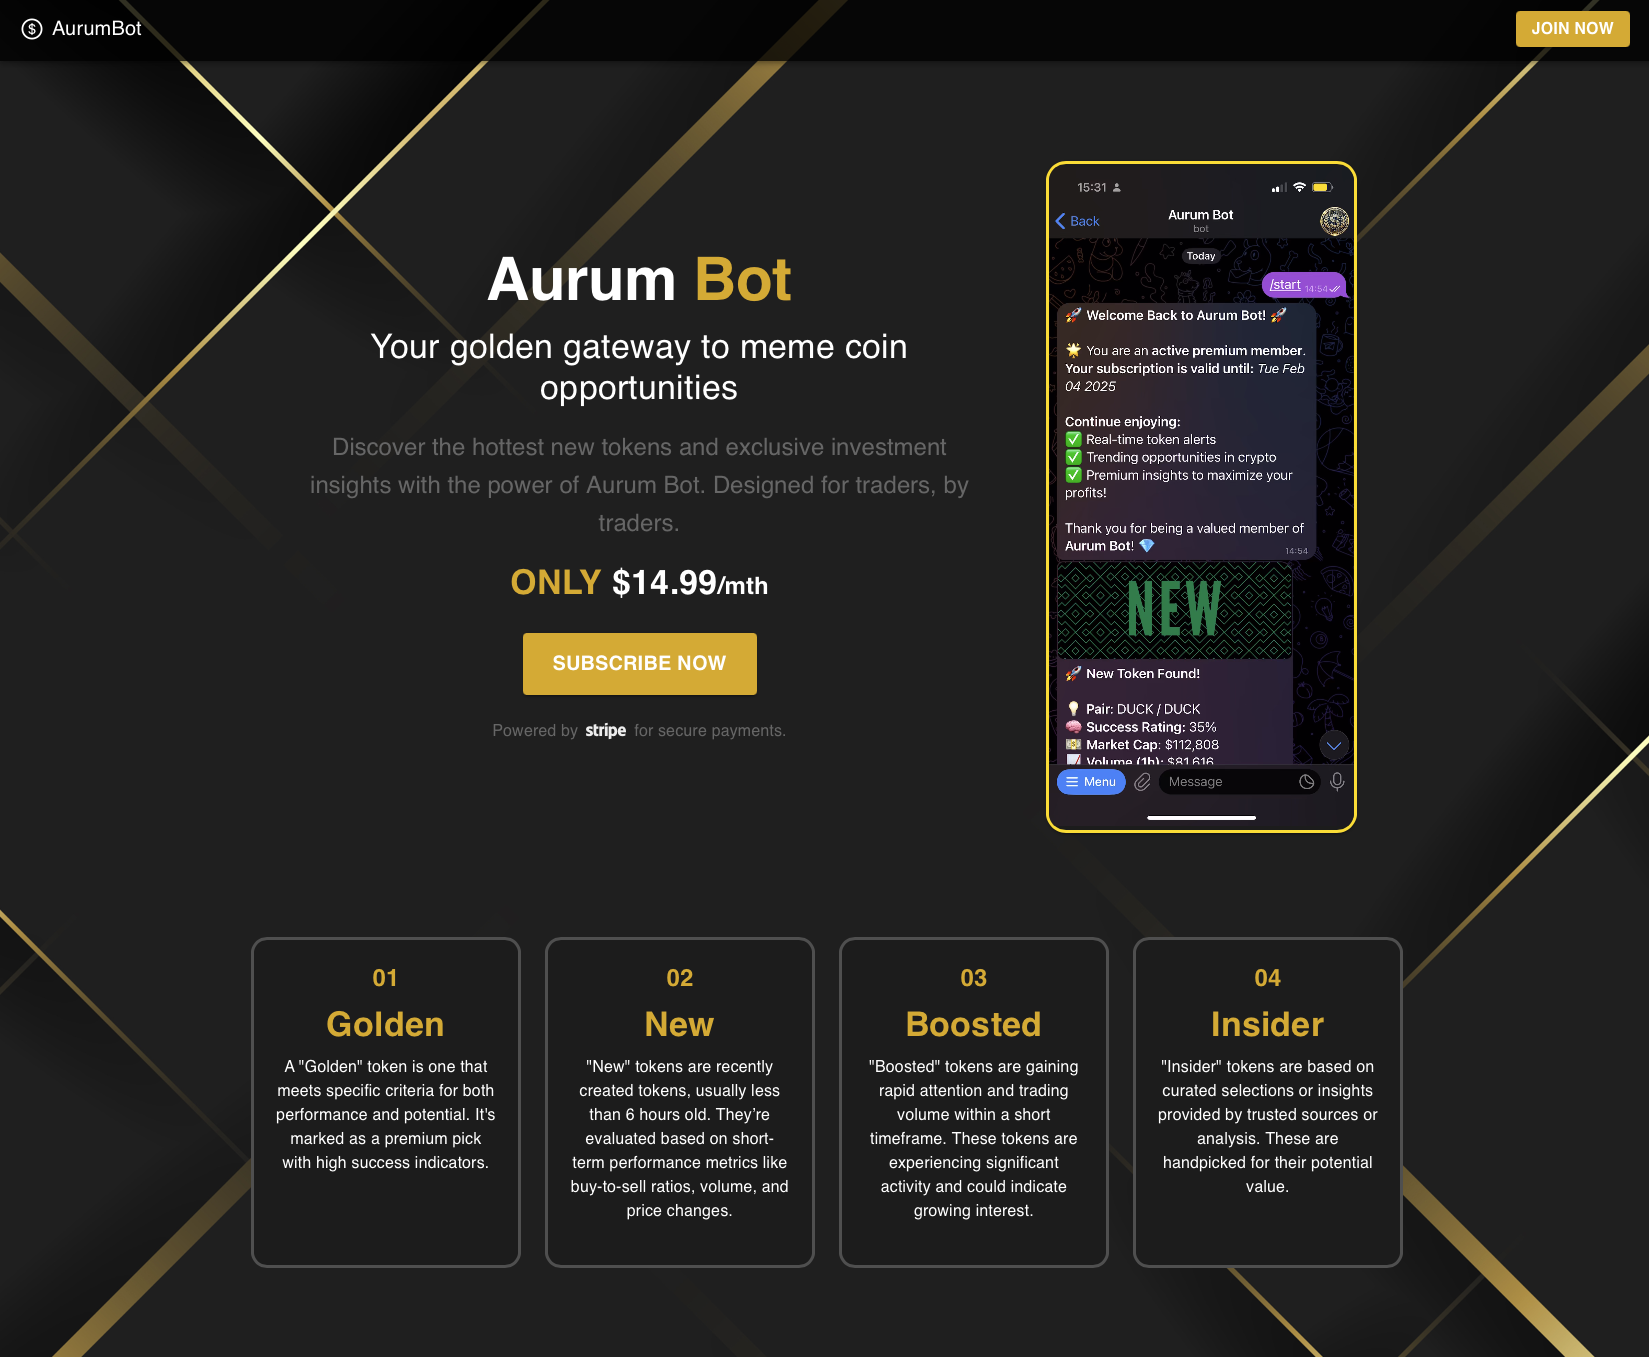 AurumBot
JOIN NOW
Aurum Bot
Your golden gateway to meme coin
opportunities
Discover the hottest new tokens and exclusive investment
insights with the power of Aurum Bot. Designed for traders, by
traders.
ONLY $14.99/mth
SUBSCRIBE NOW
Powered by stripe for secure payments.
15:31
Back
Aurum Bot
bot
Today
/start 14:54
🚀 Welcome Back to Aurum Bot! 🚀
🌟 You are an active premium member.
Your subscription is valid until: Tue Feb
04 2025
Continue enjoying:
✅ Real-time token alerts
✅ Trending opportunities in crypto
✅ Premium insights to maximize your
profits!
Thank you for being a valued member of
Aurum Bot! 💎
14:54
NEW
🚀 New Token Found!
💡 Pair: DUCK / DUCK
🧠 Success Rating: 35%
💵 Market Cap: $112,808
📈 Volume (1h): $81,616
Menu
Message
01
Golden
A "Golden" token is one that
meets specific criteria for both
performance and potential. It's
marked as a premium pick
with high success indicators.
02
New
"New" tokens are recently
created tokens, usually less
than 6 hours old. They're
evaluated based on short-
term performance metrics like
buy-to-sell ratios, volume, and
price changes.
03
Boosted
"Boosted" tokens are gaining
rapid attention and trading
volume within a short
timeframe. These tokens are
experiencing significant
activity and could indicate
growing interest.
04
Insider
"Insider" tokens are based on
curated selections or insights
provided by trusted sources or
analysis. These are
handpicked for their potential
value.